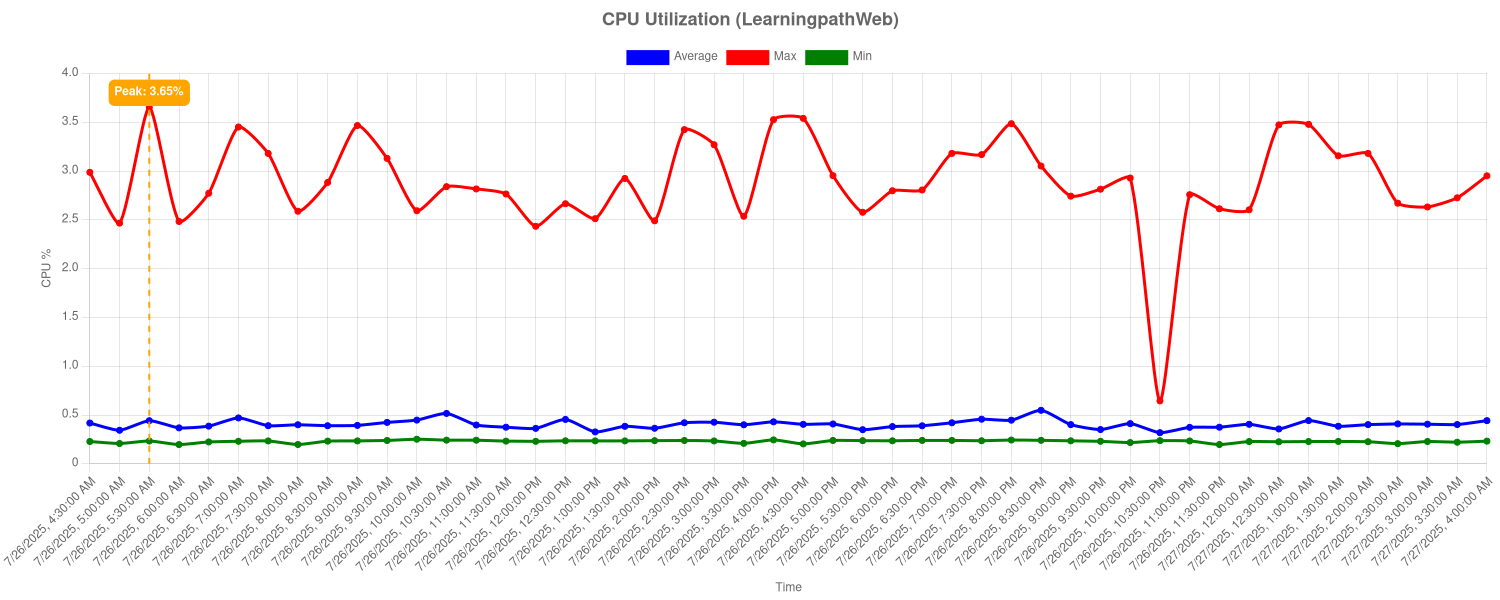 CPU Utilization (LearningpathWeb)
Average Max Min
4.0
Peak: 3.65%
3.5
3.0
2.5
CPU %
2.0
1.5
1.0
0.5
0
7/26/2025, 4:30:00 AM
7/26/2025, 5:00:00 AM
7/26/2025, 5:30:00 AM
7/26/2025, 6:00:00 AM
7/26/2025, 6:30:00 AM
7/26/2025, 7:00:00 AM
7/26/2025, 7:30:00 AM
7/26/2025, 8:00:00 AM
7/26/2025, 8:30:00 AM
7/26/2025, 9:00:00 AM
7/26/2025, 9:30:00 AM
7/26/2025, 10:00:00 AM
7/26/2025, 10:30:00 AM
7/26/2025, 11:00:00 AM
7/26/2025, 11:30:00 AM
7/26/2025, 12:00:00 PM
7/26/2025, 12:30:00 PM
7/26/2025, 1:00:00 PM
7/26/2025, 1:30:00 PM
7/26/2025, 2:00:00 PM
7/26/2025, 2:30:00 PM
7/26/2025, 3:00:00 PM
7/26/2025, 3:30:00 PM
7/26/2025, 4:00:00 PM
7/26/2025, 4:30:00 PM
7/26/2025, 5:00:00 PM
7/26/2025, 5:30:00 PM
7/26/2025, 6:00:00 PM
7/26/2025, 6:30:00 PM
7/26/2025, 7:00:00 PM
7/26/2025, 7:30:00 PM
7/26/2025, 8:00:00 PM
7/26/2025, 8:30:00 PM
7/26/2025, 9:00:00 PM
7/26/2025, 9:30:00 PM
7/26/2025, 10:00:00 PM
7/26/2025, 10:30:00 PM
7/26/2025, 11:00:00 PM
7/26/2025, 11:30:00 PM
7/27/2025, 12:00:00 AM
7/27/2025, 12:30:00 AM
7/27/2025, 1:00:00 AM
7/27/2025, 1:30:00 AM
7/27/2025, 2:00:00 AM
7/27/2025, 2:30:00 AM
7/27/2025, 3:00:00 AM
7/27/2025, 3:30:00 AM
7/27/2025, 4:00:00 AM
Time